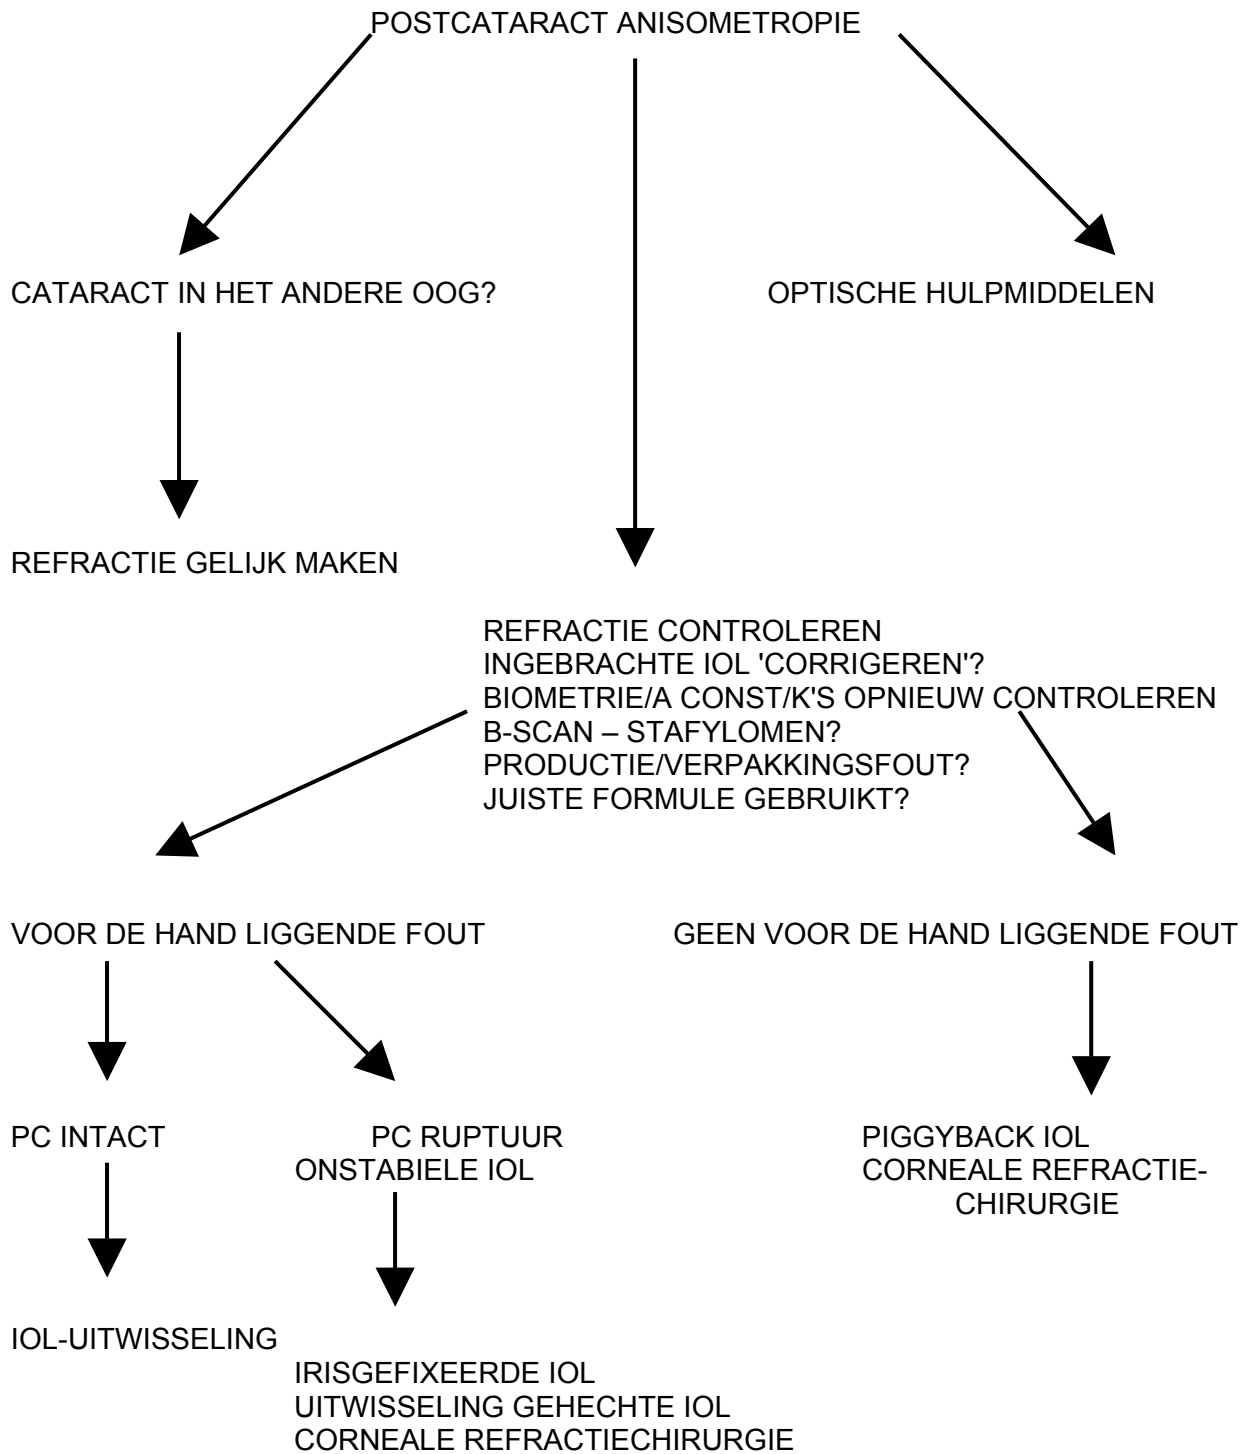 POSTCATARACT ANISOMETROPIE
CATARACT IN HET ANDERE OOG?
OPTISCHE HULPMIDDELEN
REFRACTIE GELIJK MAKEN
REFRACTIE CONTROLEREN
INGEBRACHTE IOL 'CORRIGEREN'?
BIOMETRIE/A CONST/K'S OPNIEUW CONTROLEREN
B-SCAN – STAFYLOMEN?
PRODUCTIE/VERPAKKINGSFOUT?
JUISTE FORMULE GEBRUIKT?
VOOR DE HAND LIGGENDE FOUT
GEEN VOOR DE HAND LIGGENDE FOUT
PC INTACT
PC RUPTUUR
ONSTABIELE IOL
PIGGYBACK IOL
CORNEALE REFRACTIE-
CHIRURGIE
IOL-UITWISSELING
IRISGEFIXEERDE IOL
UITWISSELING GEHECHTE IOL
CORNEALE REFRACTIECHIRURGIE